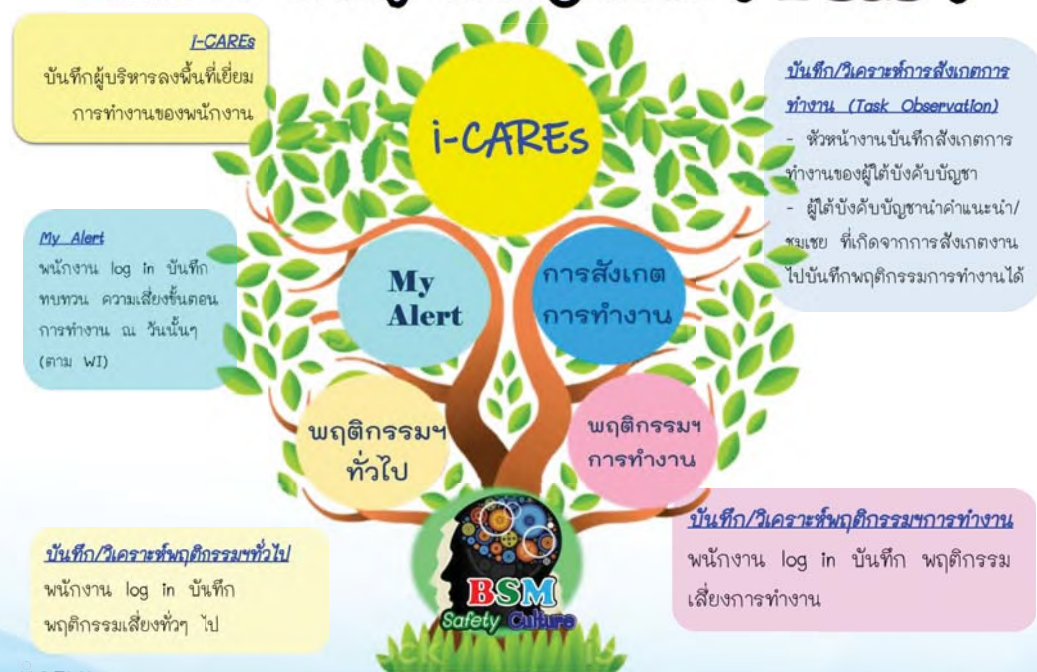 i-CAREs
บันทึกผู้บริหารลงพื้นที่เยี่ยม
การทำงานของพนักงาน
บันทึก/วิเคราะห์การสังเกตการ
ทำงาน (Task Observation)
- หัวหน้างานบันทึกสังเกตการ
ทำงานของผู้ใต้บังคับบัญชา
- ผู้ใต้บังคับบัญชานำคำแนะนำ/
ชมเชย ที่เกิดจากการสังเกตงาน
ไปบันทึกพฤติกรรมการทำงานได้
i-CAREs
My Alert
พนักงาน log in บันทึก
ทบทวน ความเสี่ยงขั้นตอน
การทำงาน ณ วันนั้นๆ
(ตาม WI)
My
Alert
การสังเกต
การทำงาน
พฤติกรรมฯ
ทั่วไป
พฤติกรรมฯ
การทำงาน
บันทึก/วิเคราะห์พฤติกรรมฯทั่วไป
พนักงาน log in บันทึก
พฤติกรรมเสี่ยงทั่วๆ ไป
BSM
Safety Culture
บันทึก/วิเคราะห์พฤติกรรมฯการทำงาน
พนักงาน log in บันทึก พฤติกรรม
เสี่ยงการทำงาน